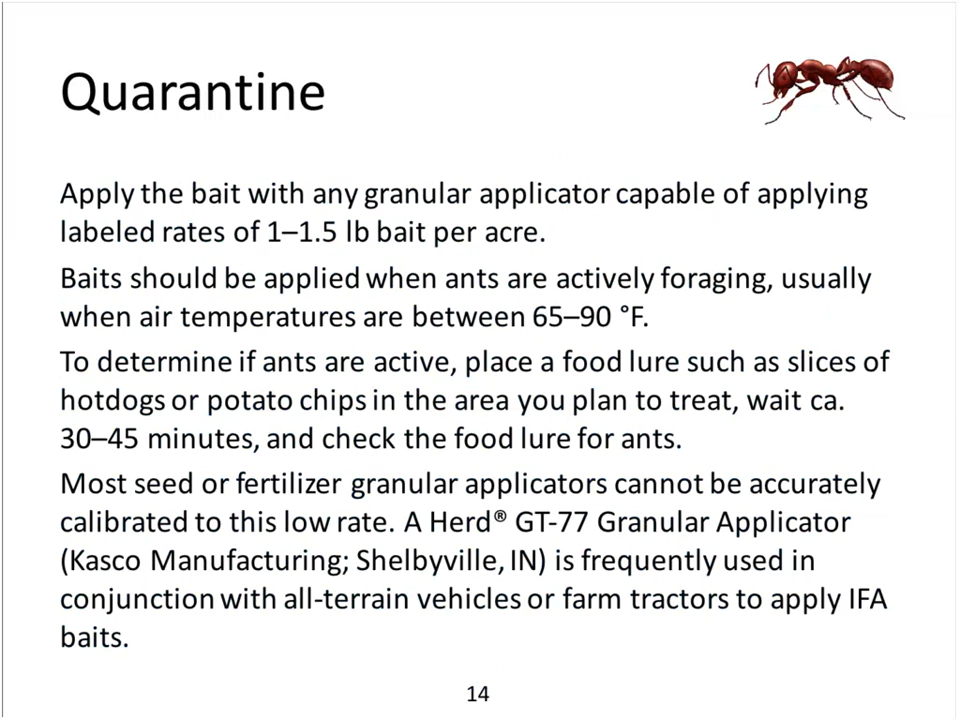 Quarantine
Apply the bait with any granular applicator capable of applying
labeled rates of 1–1.5 lb bait per acre.
Baits should be applied when ants are actively foraging, usually
when air temperatures are between 65–90 °F.
To determine if ants are active, place a food lure such as slices of
hotdogs or potato chips in the area you plan to treat, wait ca.
30–45 minutes, and check the food lure for ants.
Most seed or fertilizer granular applicators cannot be accurately
calibrated to this low rate. A Herd® GT-77 Granular Applicator
(Kasco Manufacturing; Shelbyville, IN) is frequently used in
conjunction with all-terrain vehicles or farm tractors to apply IFA
baits.
14